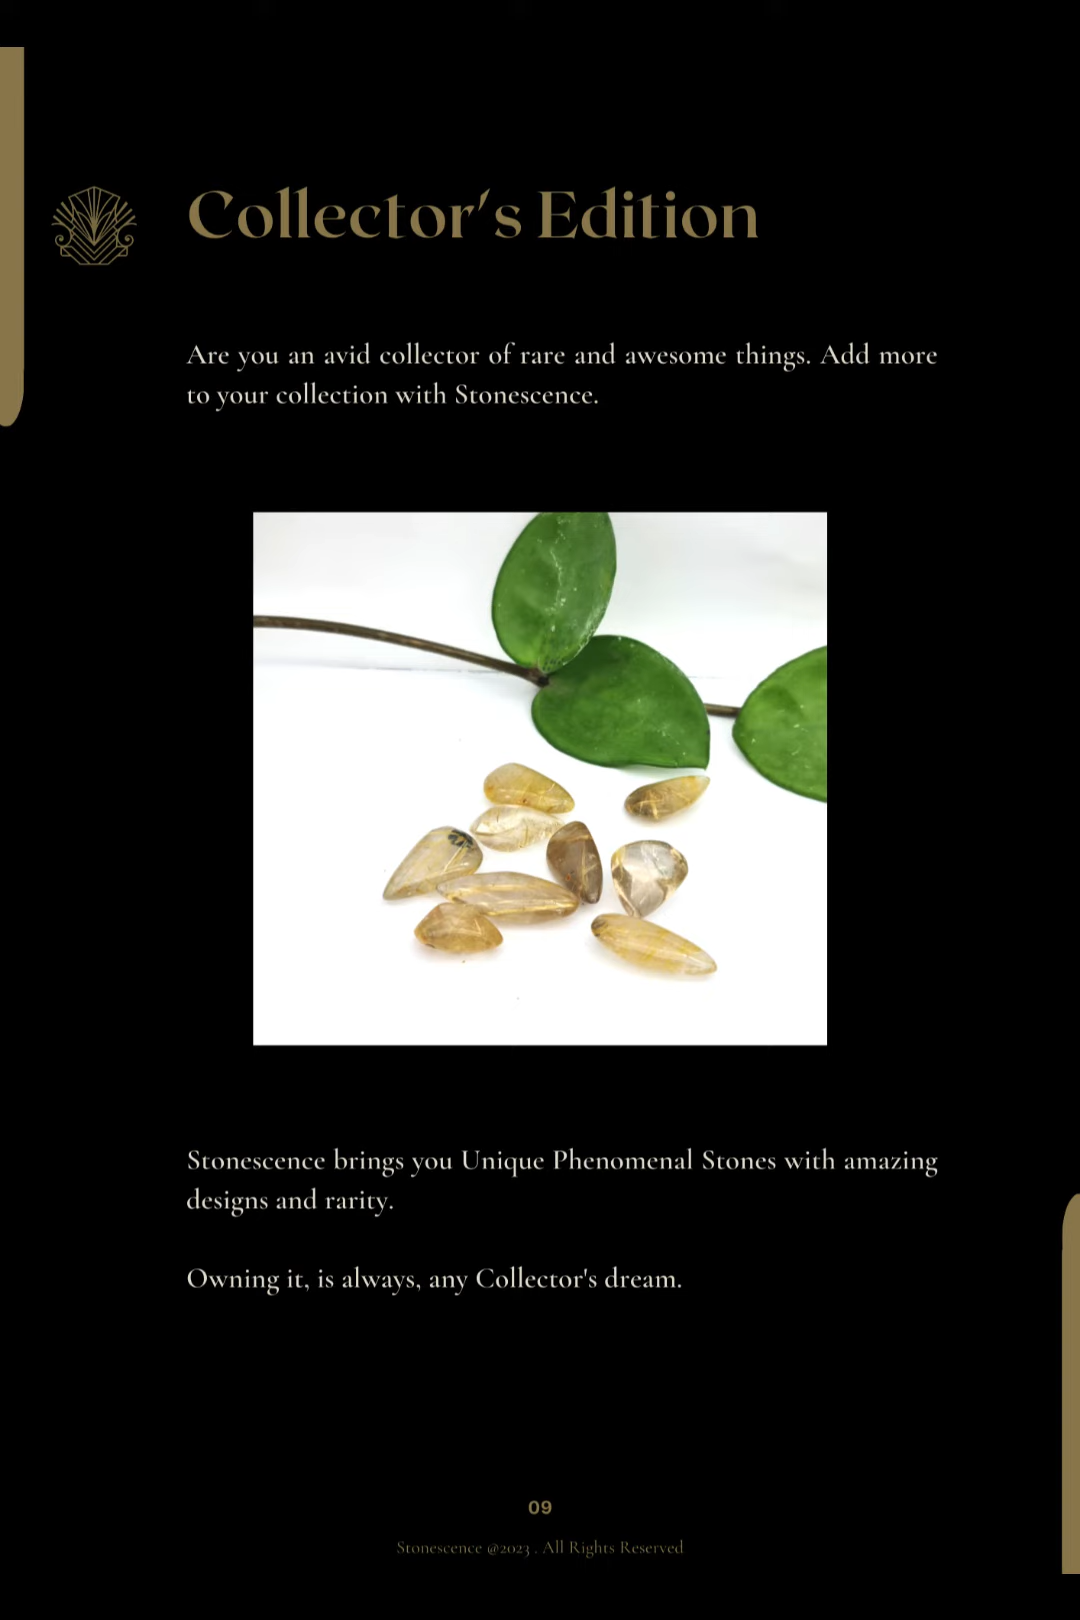 Collector's Edition
Are you an avid collector of rare and awesome things. Add more
to your collection with Stonescence.
Stonescence brings you Unique Phenomenal Stones with amazing
designs and rarity.
Owning it, is always, any Collector's dream.
09
Stonescence @2023 . All Rights Reserved